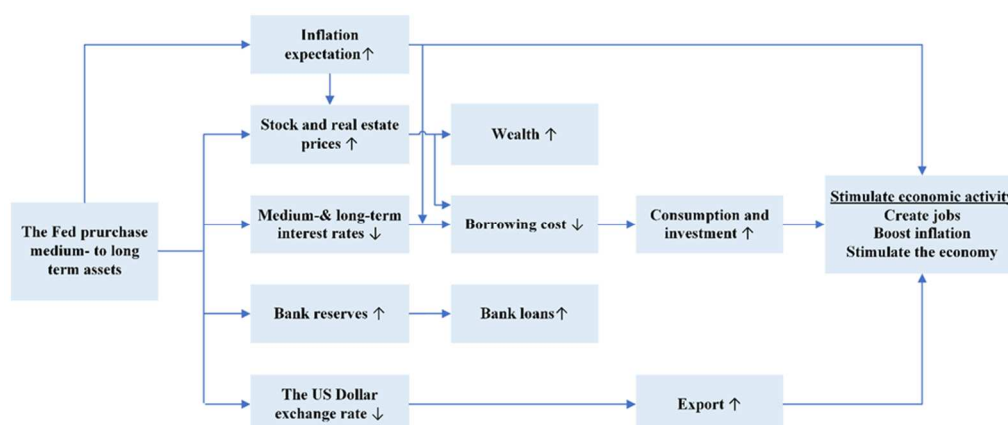 Inflation
expectation↑
Stock and real estate
prices ↑
Wealth ↑
The Fed prurchase
medium- to long
term assets
Medium-& long-term
interest rates ↓
Borrowing cost ↓
Consumption and
investment ↑
Stimulate economic activity
Create jobs
Boost inflation
Stimulate the economy
Bank reserves ↑
Bank loans↑
The US Dollar
exchange rate ↓
Export ↑